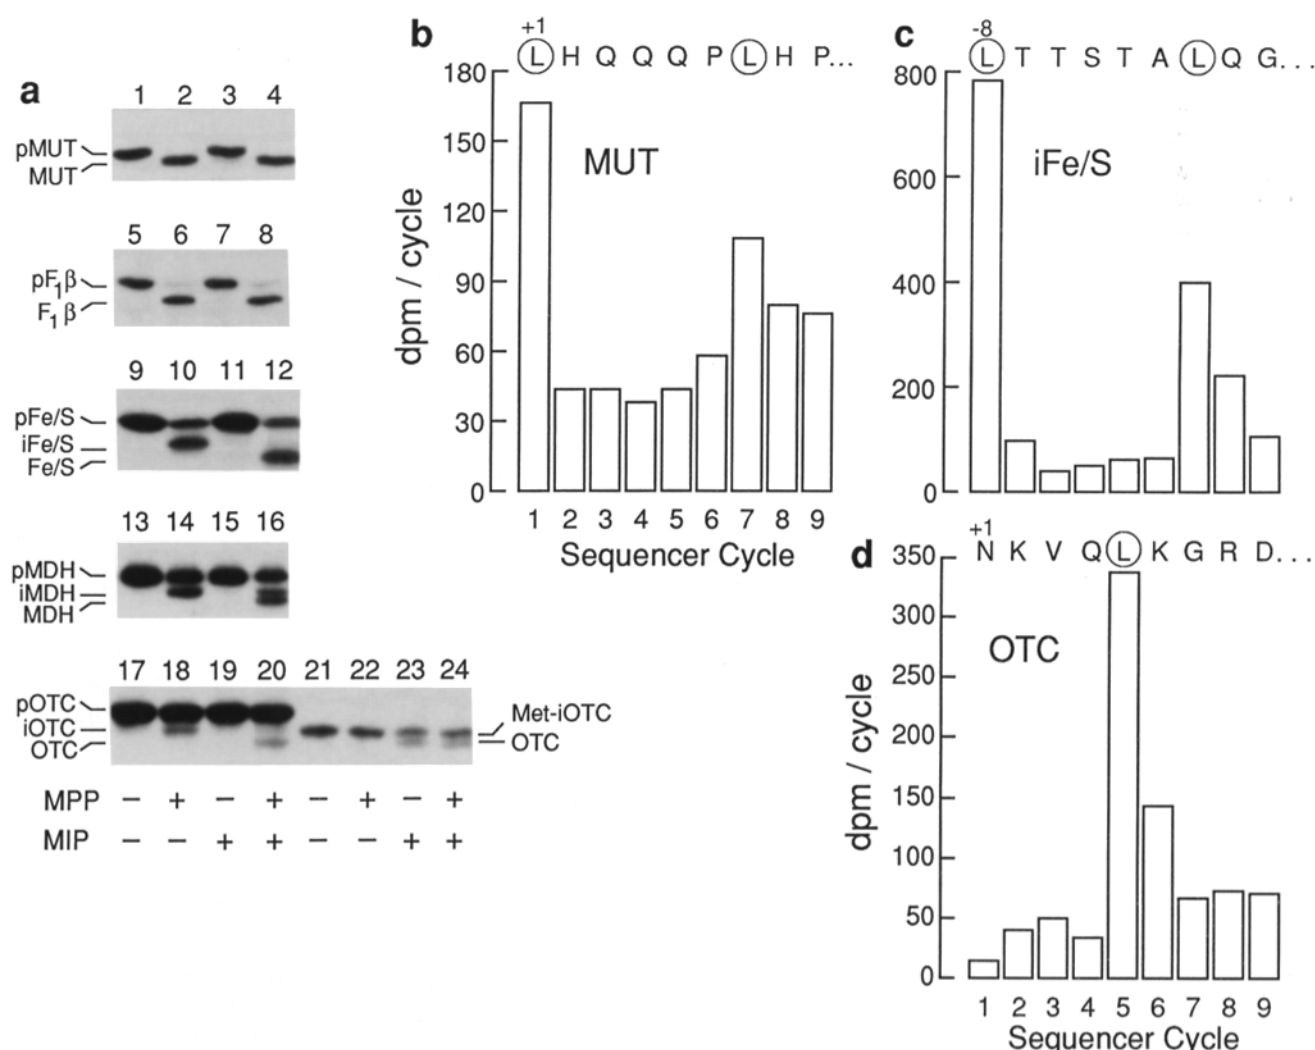 a
1 2 3 4
pMUT
MUT
5 6 7 8
pF₁β
F₁β
9 10 11 12
pFe/S
iFe/S
Fe/S
13 14 15 16
pMDH
iMDH
MDH
17 18 19 20 21 22 23 24
pOTC
iOTC
OTC
Met-iOTC
OTC
MPP − + − + − + − +
MIP − − + + − − + +
b
+1
L H Q Q Q P L H P...
180
150
120
90
60
30
0
dpm / cycle
MUT
1 2 3 4 5 6 7 8 9
Sequencer Cycle
c
-8
L T T S T A L Q G...
800
600
400
200
0
iFe/S
d
+1
N K V Q L K G R D...
350
300
250
200
150
100
50
0
dpm / cycle
OTC
1 2 3 4 5 6 7 8 9
Sequencer Cycle